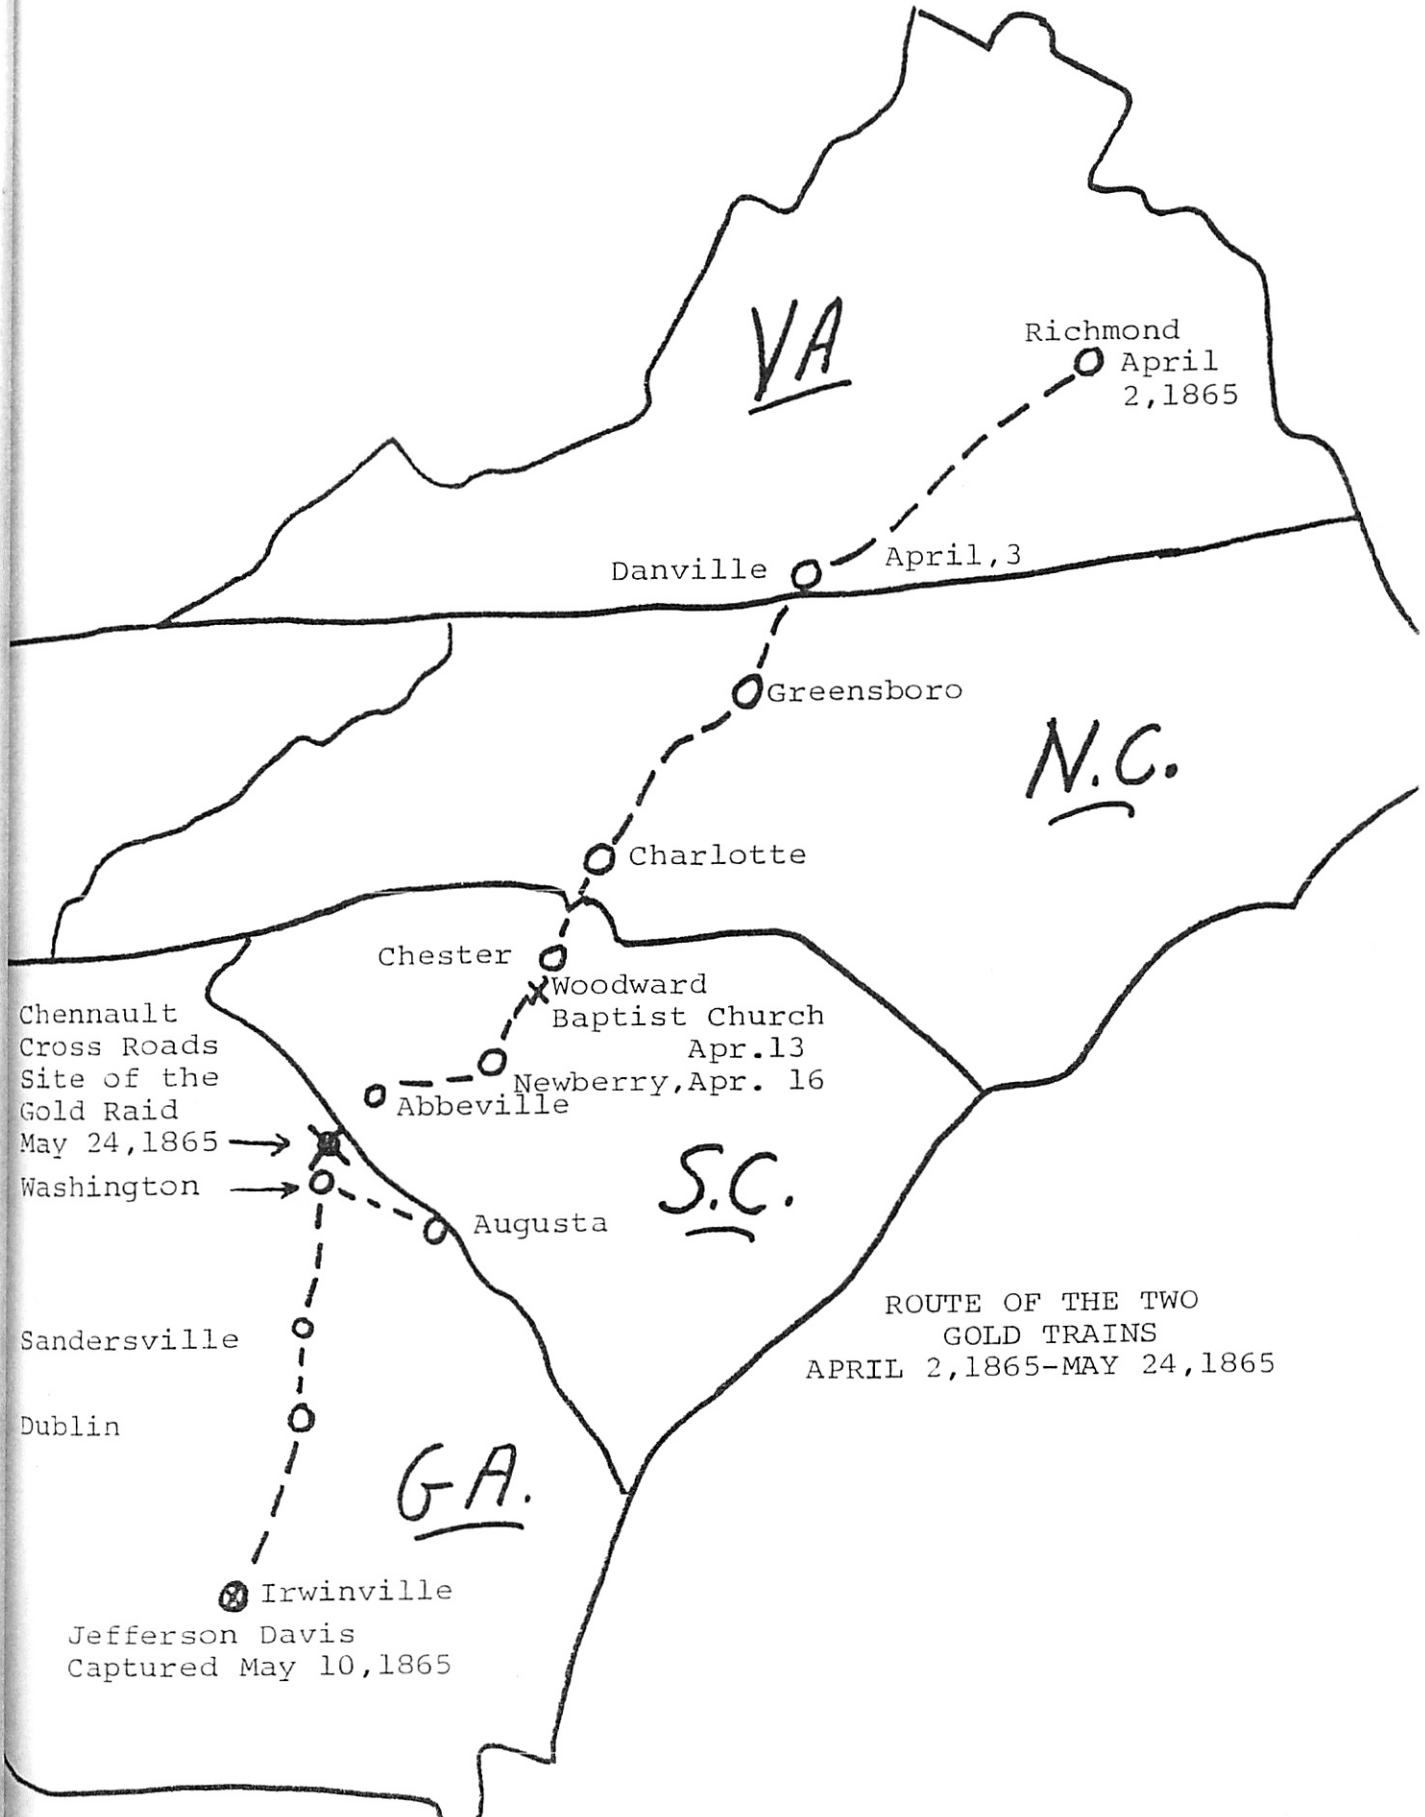 VA
Richmond
April
2,1865
Danville
April,3
Greensboro
N.C.
Charlotte
Chester
Woodward
Baptist Church
Apr.13
Newberry,Apr. 16
Abbeville
Chennault
Cross Roads
Site of the
Gold Raid
May 24,1865
Washington
Augusta
S.C.
Sandersville
Dublin
ROUTE OF THE TWO
GOLD TRAINS
APRIL 2,1865-MAY 24,1865
GA.
Irwinville
Jefferson Davis
Captured May 10,1865